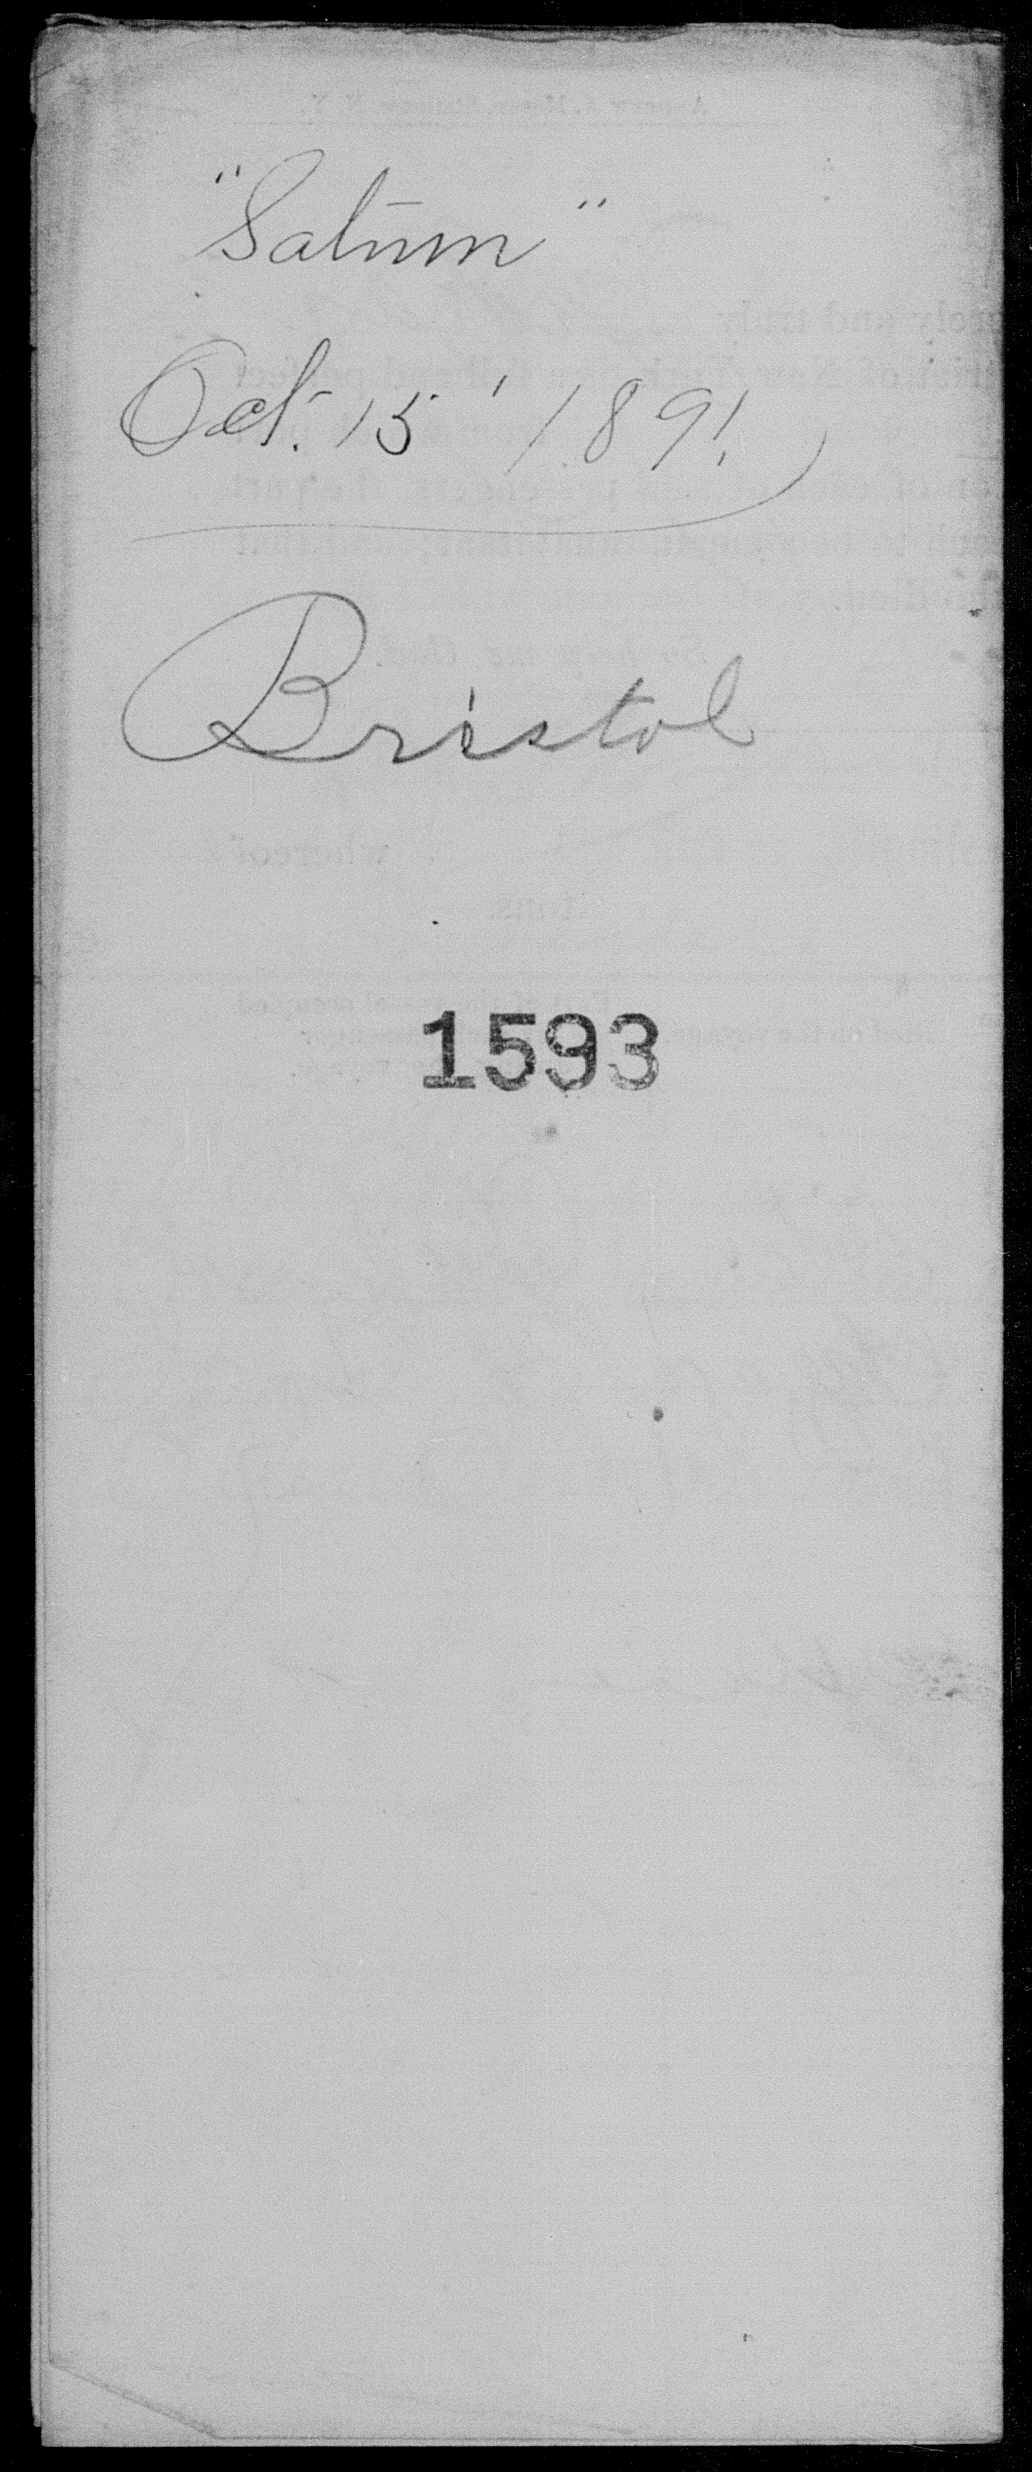 "Saturn"
Oct. 15' 1891.
Bristol
1593